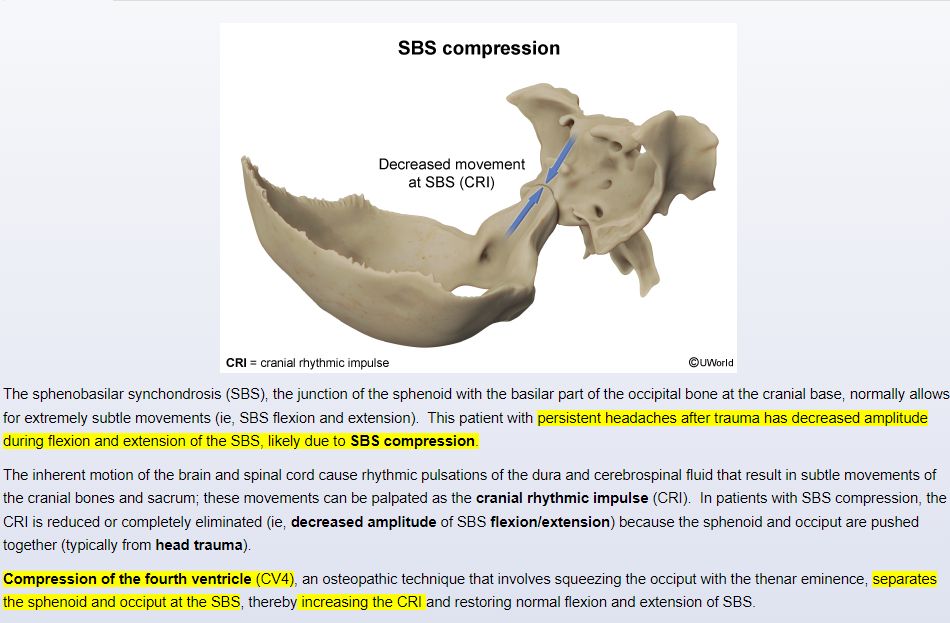 SBS compression
Decreased movement
at SBS (CRI)
CRI = cranial rhythmic impulse
©UWorld
The sphenobasilar synchondrosis (SBS), the junction of the sphenoid with the basilar part of the occipital bone at the cranial base, normally allows
for extremely subtle movements (ie, SBS flexion and extension).  This patient with persistent headaches after trauma has decreased amplitude
during flexion and extension of the SBS, likely due to SBS compression.
The inherent motion of the brain and spinal cord cause rhythmic pulsations of the dura and cerebrospinal fluid that result in subtle movements of
the cranial bones and sacrum; these movements can be palpated as the cranial rhythmic impulse (CRI).  In patients with SBS compression, the
CRI is reduced or completely eliminated (ie, decreased amplitude of SBS flexion/extension) because the sphenoid and occiput are pushed
together (typically from head trauma).
Compression of the fourth ventricle (CV4), an osteopathic technique that involves squeezing the occiput with the thenar eminence, separates
the sphenoid and occiput at the SBS, thereby increasing the CRI and restoring normal flexion and extension of SBS.